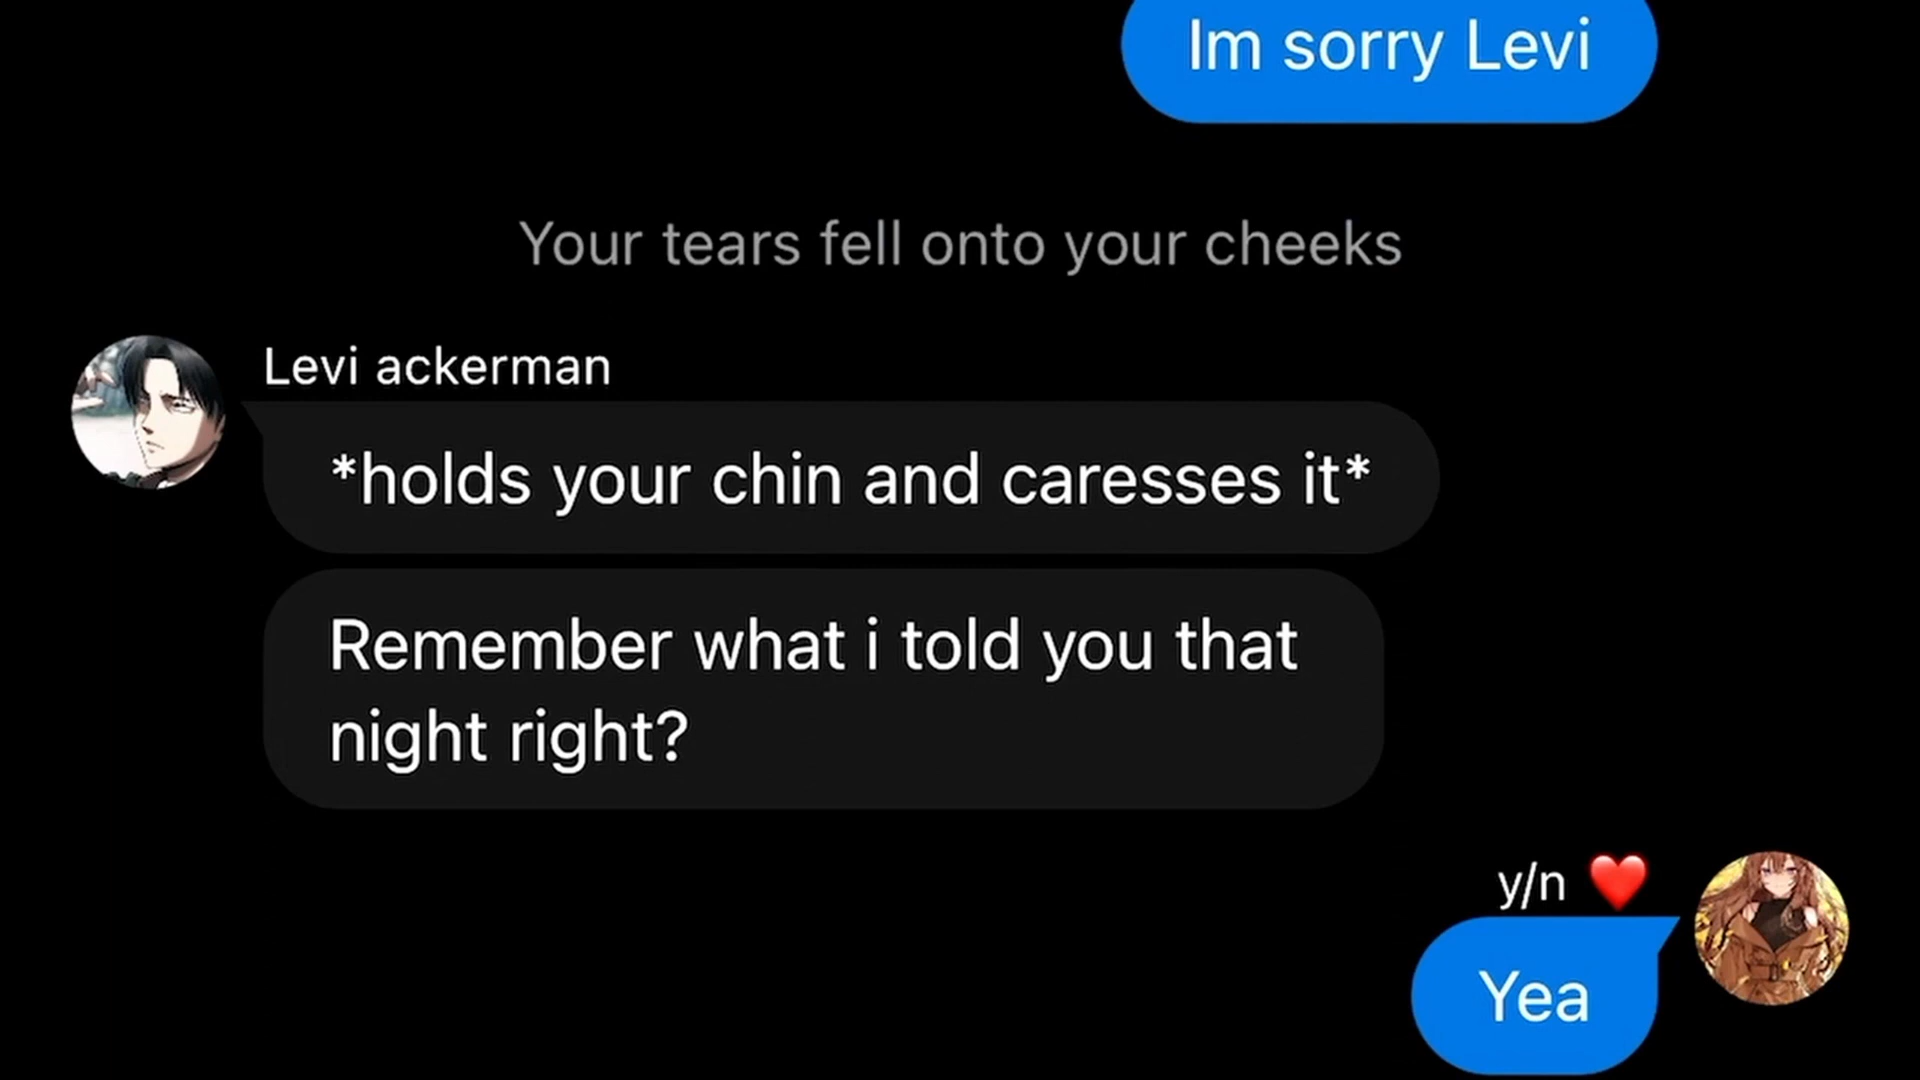 Im sorry Levi
Your tears fell onto your cheeks
Levi ackerman
*holds your chin and caresses it*
Remember what i told you that
night right?
y/n ❤️
Yea